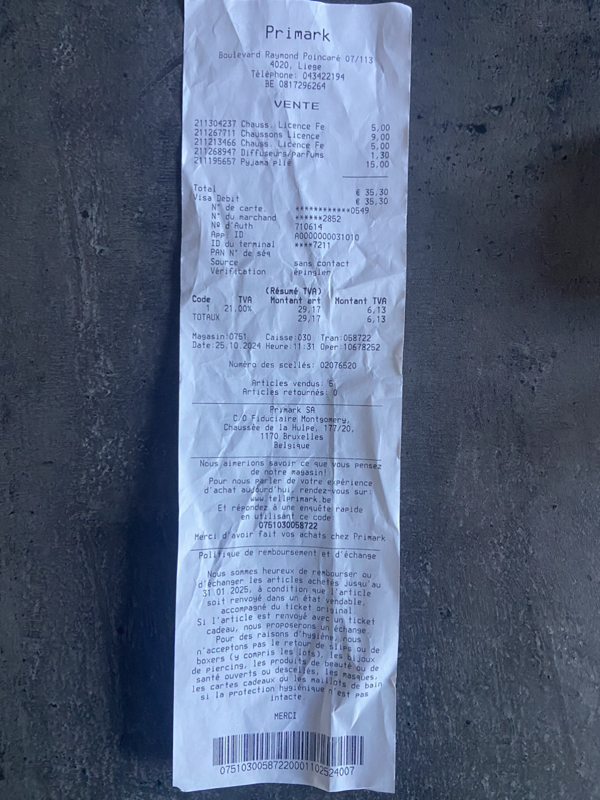 Primark
Boulevard Raymond Poincaré 07/113
4020, Liege
Téléphone: 043422194
BE 0817296264
VENTE
211304237 Chauss. Licence Fe 5,00
211267711 Chaussons Licence 9,00
211213466 Chauss. Licence Fe 5,00
211268947 Diffuseurs/parfums 1,30
211195657 Pyjama plis 15,00
Total € 35,30
Visa Debit € 35,30
N° de carte. ************0549
N° du marchand ******2852
Nº d'Auth 710614
App. ID A0000000031010
ID du terminal ****7211
PAN N° de séq
Source sans contact
Vérification épinglen
(Résumé TVA)
Code TVA Montant ert Montant TVA
1 21.00% 29,17 6,13
TOTAUX 29,17 6,13
Magasin:0751 Caisse:030 Tran:058722
Date:25.10.2024 Heure:11:31 Oper:10678252
Numéro des scellés: 02076520
Articles vendus: 5
Articles retournés: 0
Primark SA
C/O Fiduciaire Montgomery,
Chaussée de la Hulpe, 177/20,
1170 Bruxelles
Belgique
Nous aimerions savoir ce que vous pensez
de notre magasin!
Pour nous parler de votre expérience
d'achat aujourd'hui, rendez-vous sur:
www.tellprimark.be
Et répondez à une enquête rapide
en utilisant ce code:
0751030058722
Merci d'avoir fait vos achats chez Primark
Politique de remboursement et d'échange
Nous sommes heureux de rembourser ou
d'échanger les articles achetés jusqu'au
31.01.2025, à condition que l'article
soit renvoyé dans un état vendable,
accompagné du ticket original.
Si l'article est renvoyé avec un ticket
cadeau, nous proposerons un échange.
Pour des raisons d'hygiène, nous
n'acceptons pas le retour de slips ou de
boxers (y compris les lots), les bijoux
de piercing, les produits de beauté ou de
santé ouverts ou descellés, les masques,
les cartes cadeaux ou les maillots de bain
si la protection hygiénique n'est pas
intacte.
MERCI
0751030058722000110252​4007